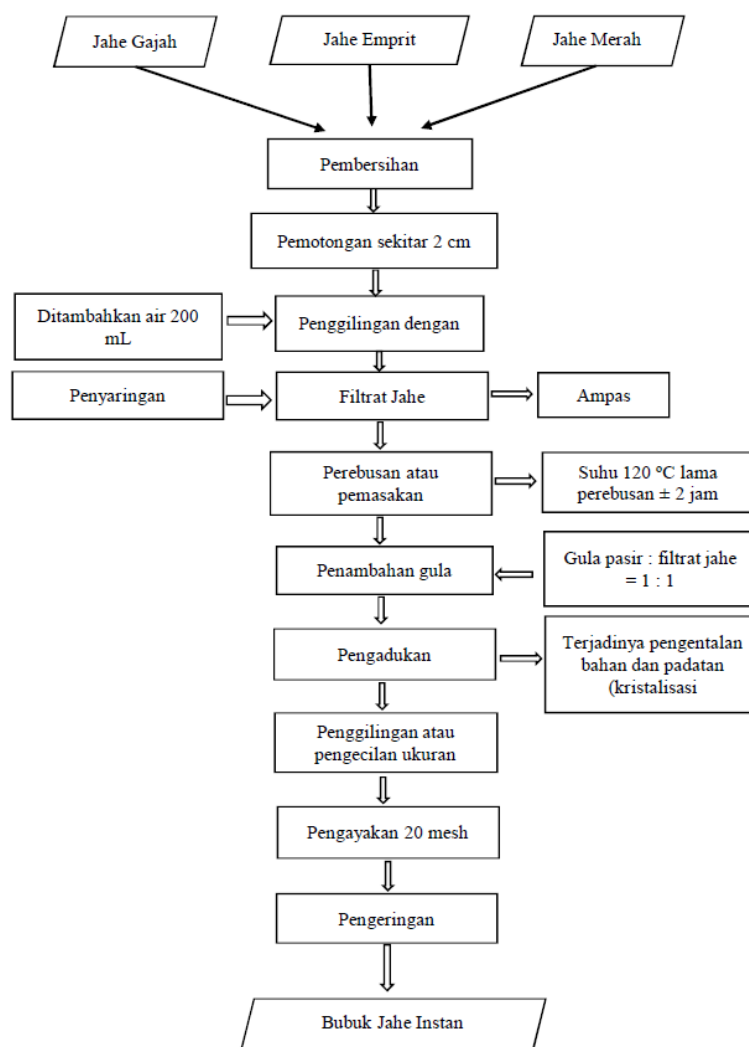 Jahe Gajah
Jahe Emprit
Jahe Merah
Pembersihan
Pemotongan sekitar 2 cm
Ditambahkan air 200
mL
Penggilingan dengan
Penyaringan
Filtrat Jahe
Ampas
Perebusan atau
pemasakan
Suhu 120 °C lama
perebusan ± 2 jam
Penambahan gula
Gula pasir : filtrat jahe
= 1 : 1
Pengadukan
Terjadinya pengentalan
bahan dan padatan
(kristalisasi
Penggilingan atau
pengecilan ukuran
Pengayakan 20 mesh
Pengeringan
Bubuk Jahe Instan